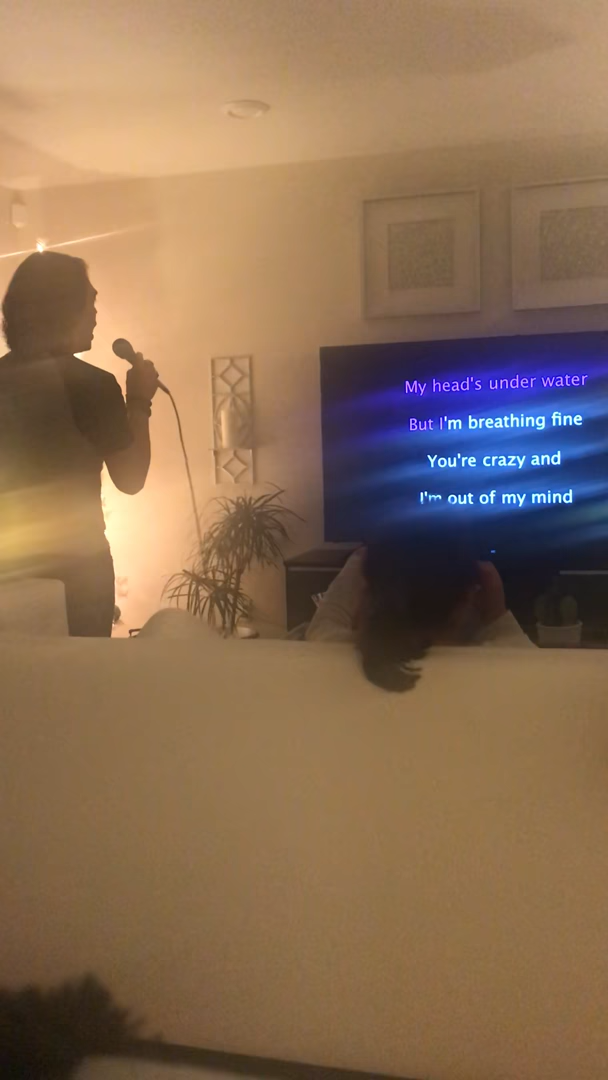 My head's under water
But I'm breathing fine
You're crazy and
I'm out of my mind